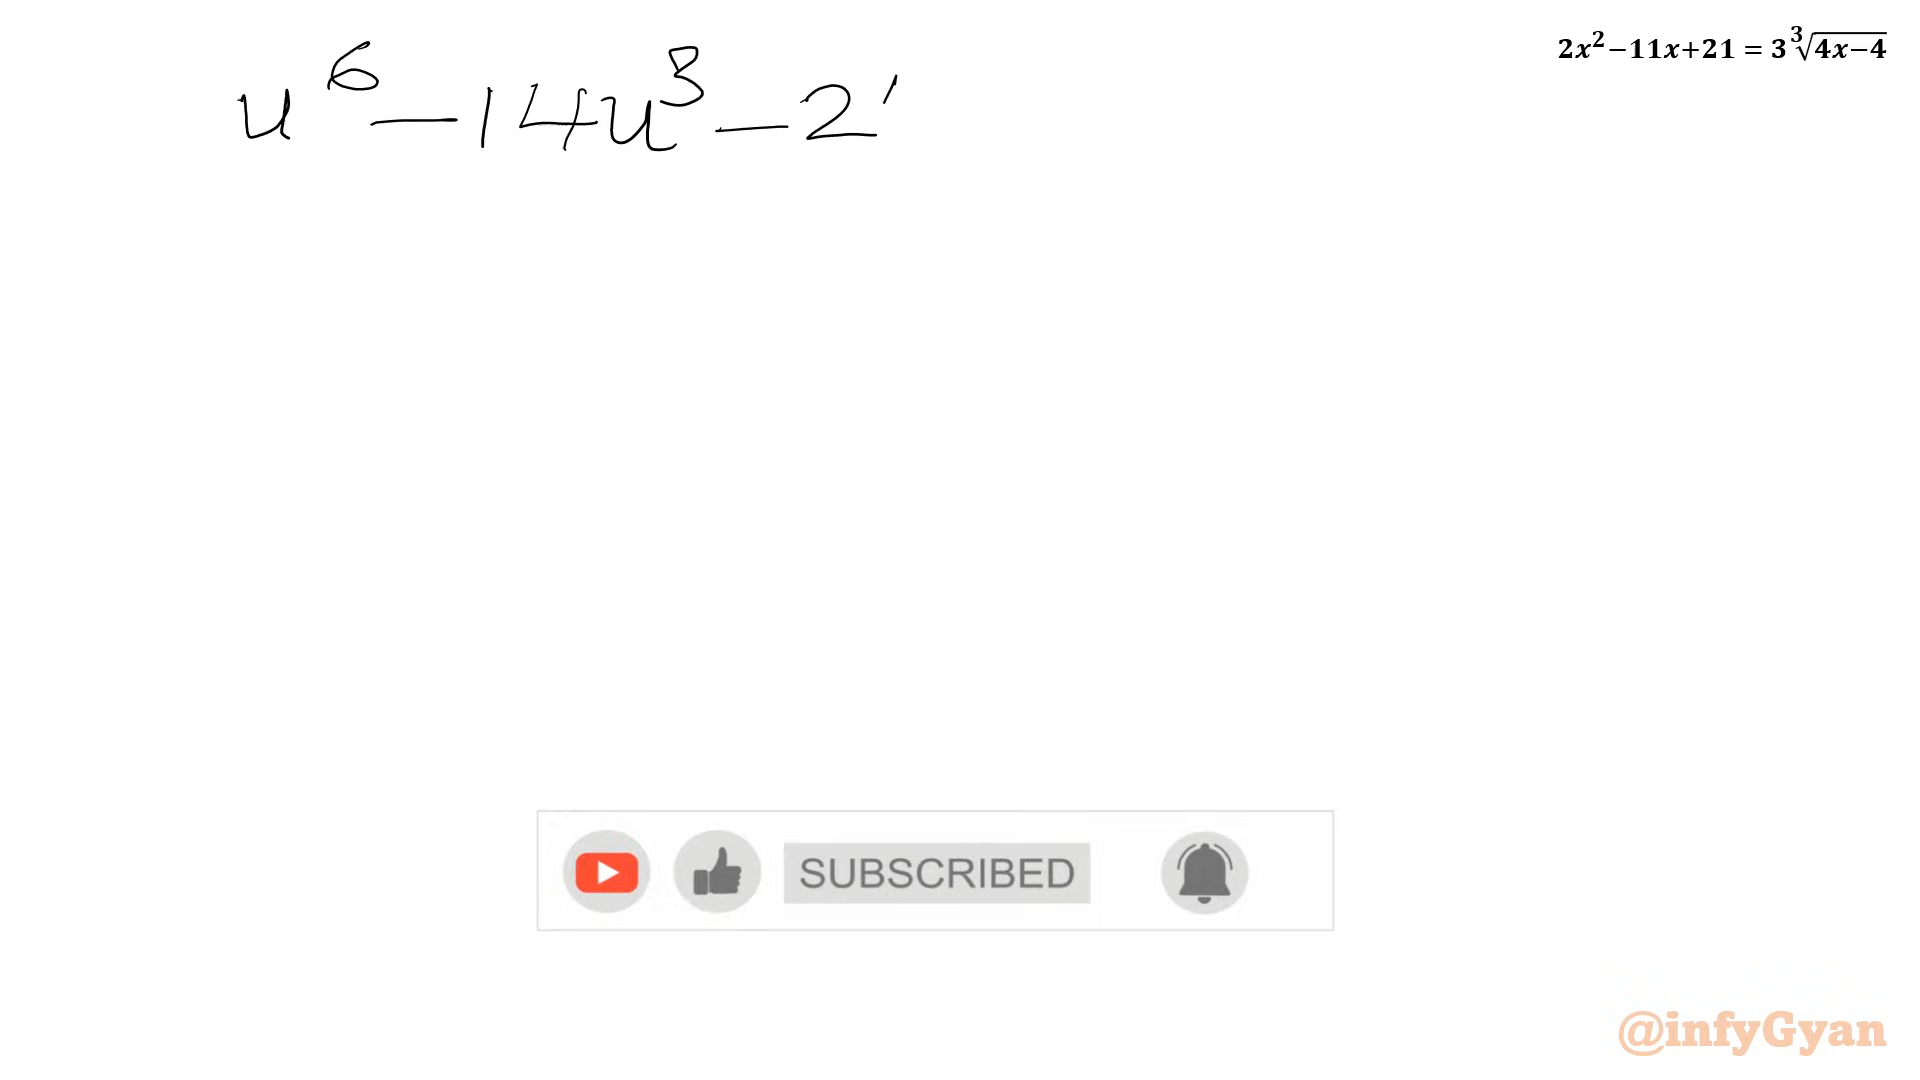 2x² − 11x + 21 = 3∛(4x−4)
u⁶ − 14u³ − 2
SUBSCRIBED
@infyGyan